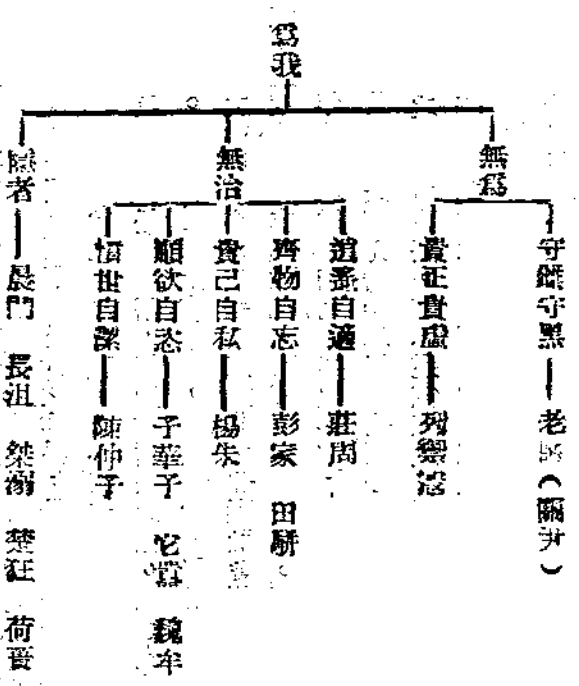 爲我
無爲
守雌守黑 老 (關尹)
貴正貴虛 列禦寇
無治
逍遙自適 莊周
齊物自忘 彭蒙 田駢
貴己自私 楊朱
順欲自恣 子華子 它囂 魏牟
憤世自潔 陳仲子
隱者 晨門 長沮 桀溺 楚狂 荷蕢